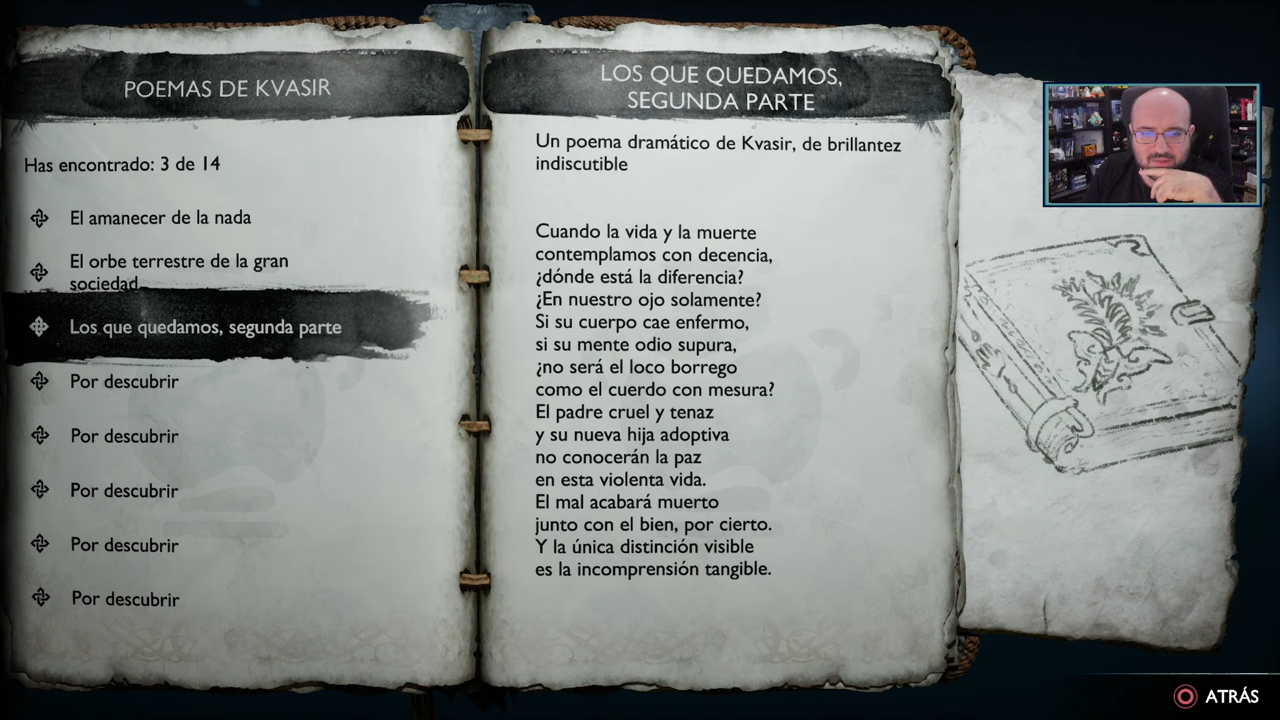 POEMAS DE KVASIR
Has encontrado: 3 de 14
El amanecer de la nada
El orbe terrestre de la gran
sociedad
Los que quedamos, segunda parte
Por descubrir
Por descubrir
Por descubrir
Por descubrir
Por descubrir
LOS QUE QUEDAMOS,
SEGUNDA PARTE
Un poema dramático de Kvasir, de brillantez
indiscutible
Cuando la vida y la muerte
contemplamos con decencia,
¿dónde está la diferencia?
¿En nuestro ojo solamente?
Si su cuerpo cae enfermo,
si su mente odio supura,
¿no será el loco borrego
como el cuerdo con mesura?
El padre cruel y tenaz
y su nueva hija adoptiva
no conocerán la paz
en esta violenta vida.
El mal acabará muerto
junto con el bien, por cierto.
Y la única distinción visible
es la incomprensión tangible.
ATRÁS